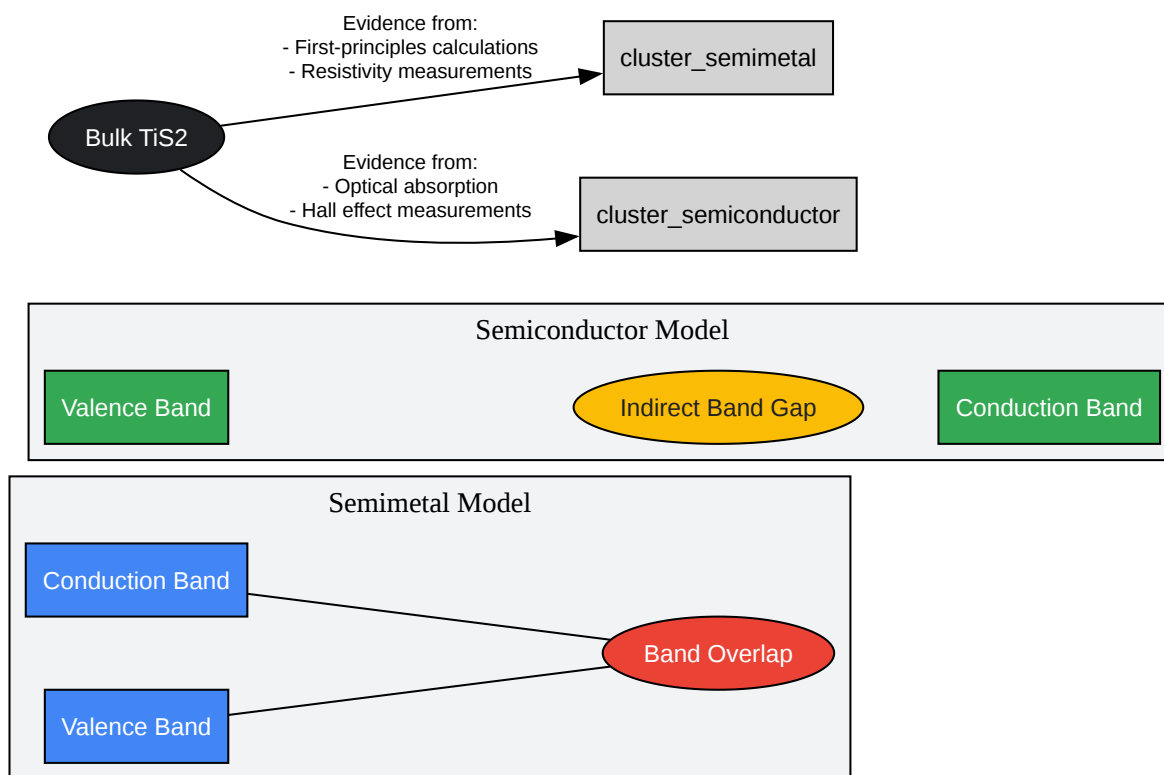 Evidence from:
- First-principles calculations
- Resistivity measurements
cluster_semimetal
Bulk TiS2
Evidence from:
- Optical absorption
- Hall effect measurements
cluster_semiconductor
Semiconductor Model
Valence Band
Indirect Band Gap
Conduction Band
Semimetal Model
Conduction Band
Band Overlap
Valence Band